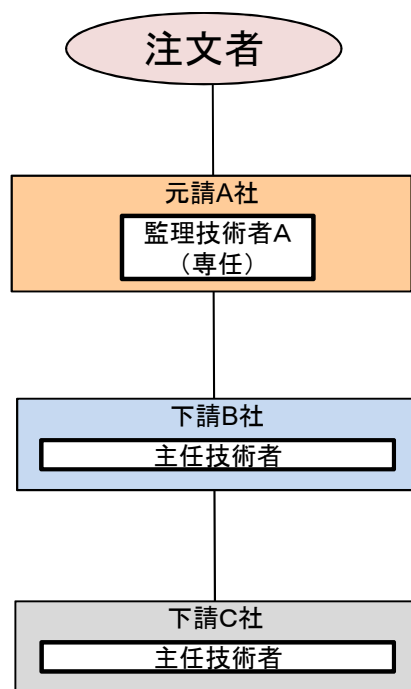 注文者
元請A社
監理技術者A
（専任）
下請B社
主任技術者
下請C社
主任技術者